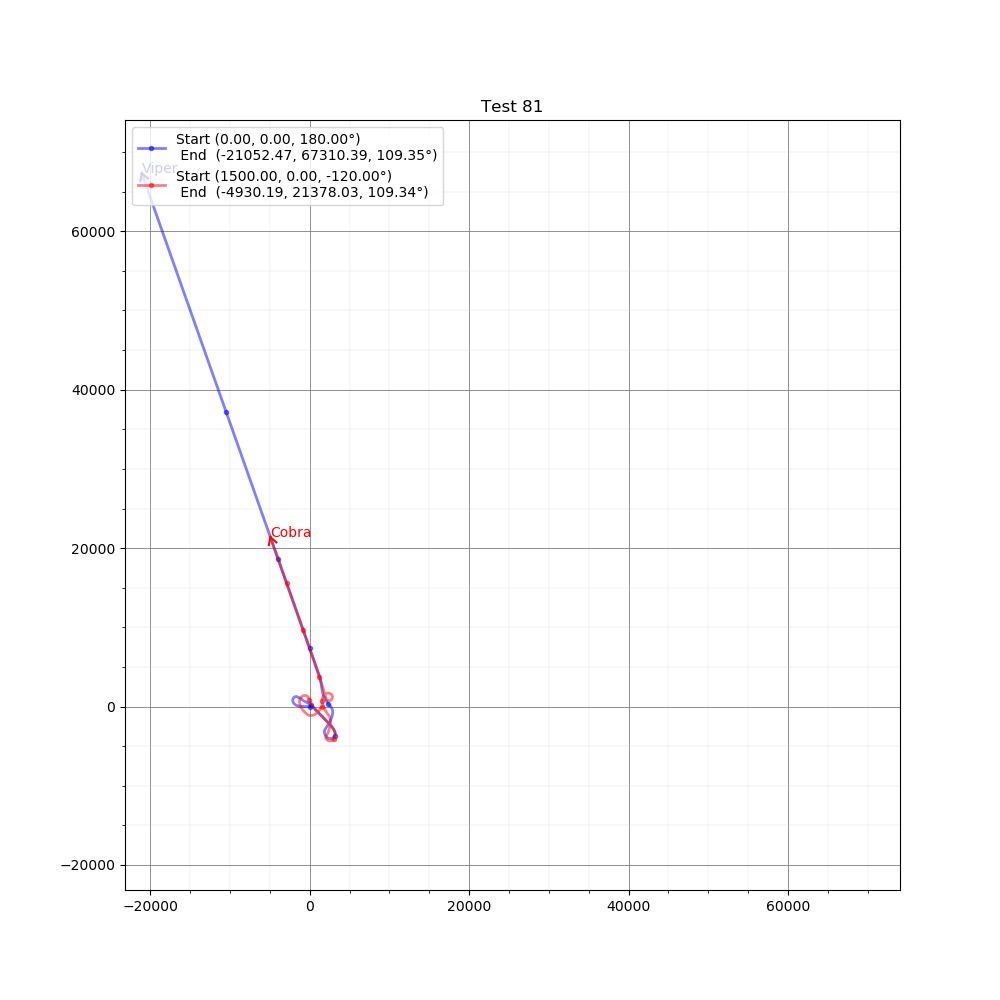 Test 81
Start (0.00, 0.00, 180.00°)
End (-21052.47, 67310.39, 109.35°)
Start (1500.00, 0.00, -120.00°)
End (-4930.19, 21378.03, 109.34°)
Viper
Cobra
60000
40000
20000
0
−20000
−20000 0 20000 40000 60000